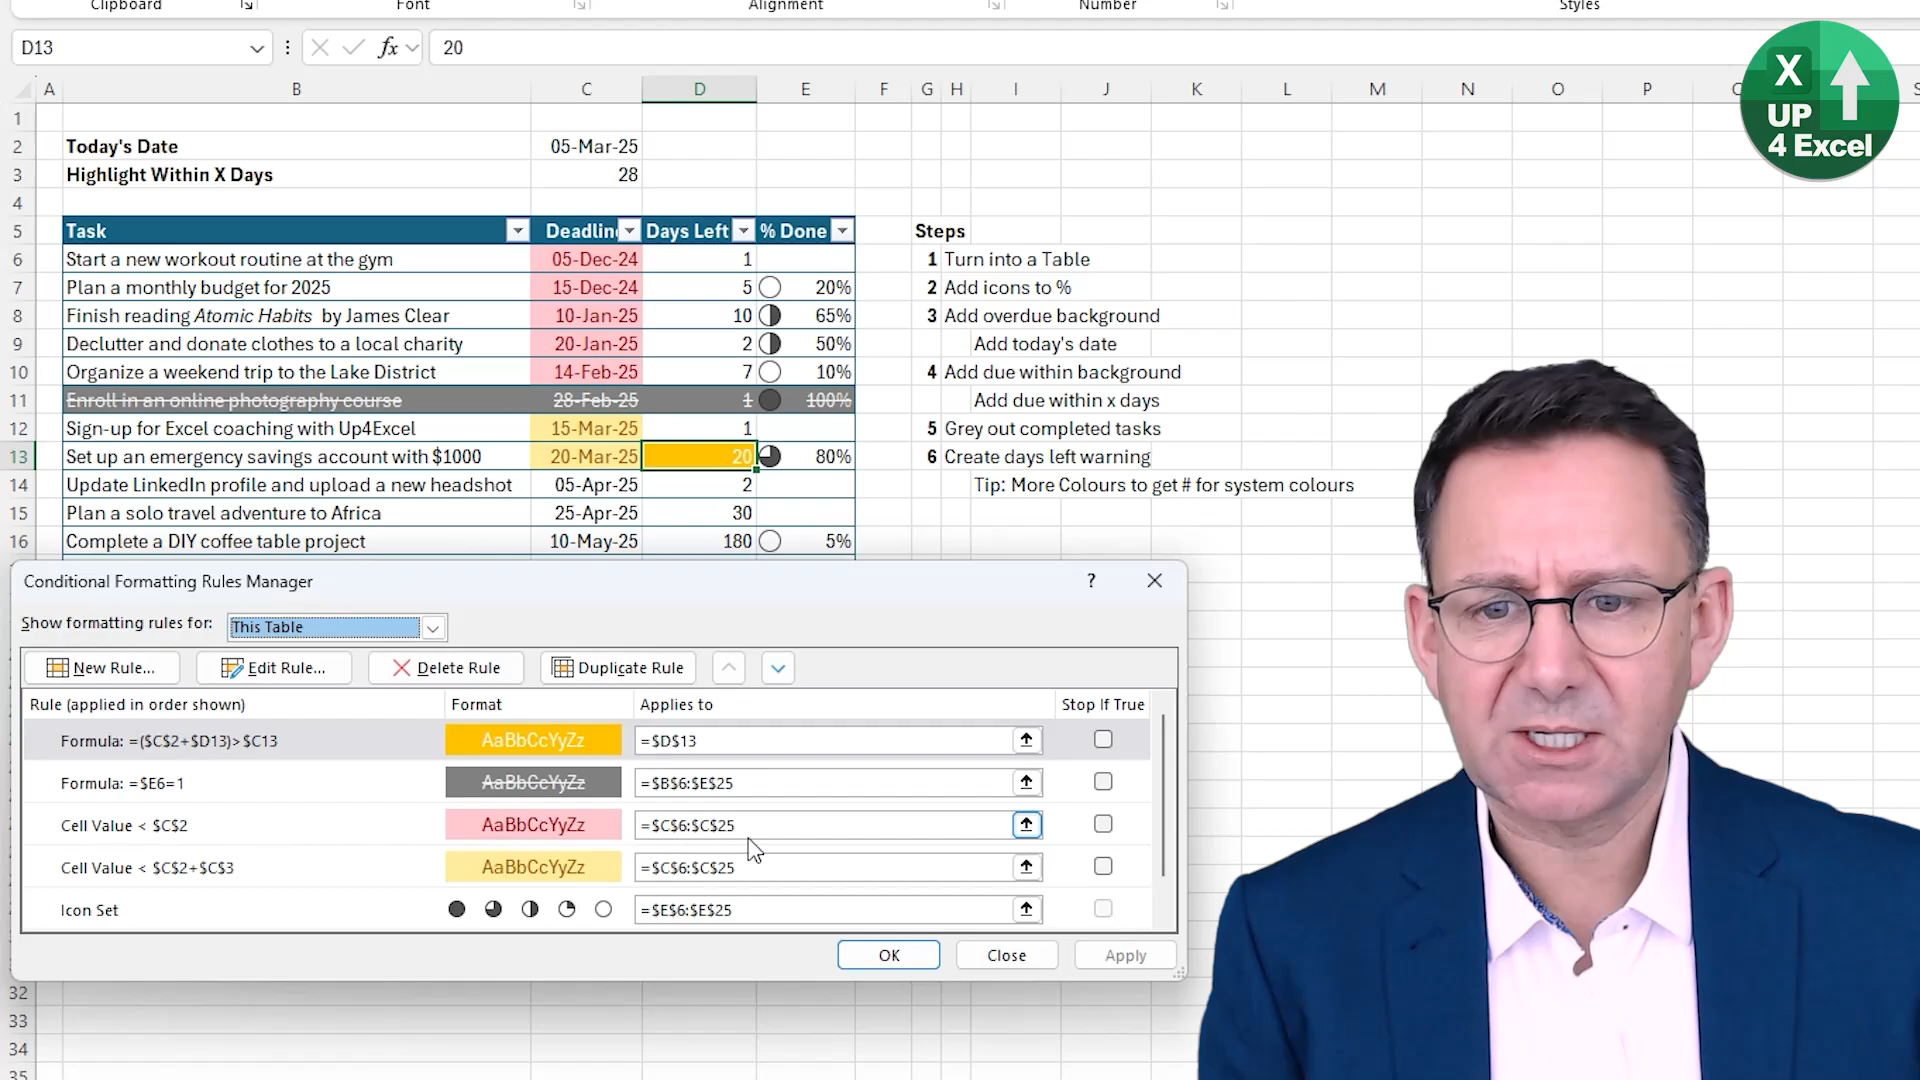 Clipboard Font Alignment Number Styles
D13 fx 20
A B C D E F G H I J K L M N O P
X
UP
4 Excel
1
2 Today's Date 05-Mar-25
3 Highlight Within X Days 28
4
5 Task Deadlin Days Left % Done Steps
6 Start a new workout routine at the gym 05-Dec-24 1 1 Turn into a Table
7 Plan a monthly budget for 2025 15-Dec-24 5 20% 2 Add icons to %
8 Finish reading Atomic Habits by James Clear 10-Jan-25 10 65% 3 Add overdue background
9 Declutter and donate clothes to a local charity 20-Jan-25 2 50% Add today's date
10 Organize a weekend trip to the Lake District 14-Feb-25 7 10% 4 Add due within background
11 Enroll in an online photography course 28-Feb-25 1 100% Add due within x days
12 Sign-up for Excel coaching with Up4Excel 15-Mar-25 1 5 Grey out completed tasks
13 Set up an emergency savings account with $1000 20-Mar-25 20 80% 6 Create days left warning
14 Update LinkedIn profile and upload a new headshot 05-Apr-25 2 Tip: More Colours to get # for system colours
15 Plan a solo travel adventure to Africa 25-Apr-25 30
16 Complete a DIY coffee table project 10-May-25 180 5%
Conditional Formatting Rules Manager ?
Show formatting rules for: This Table
New Rule... Edit Rule... Delete Rule Duplicate Rule
Rule (applied in order shown) Format Applies to Stop If True
Formula: =($C$2+$D13)>$C13 AaBbCcYyZz =$D$13
Formula: =$E6=1 AaBbCcYyZz =$B$6:$E$25
Cell Value < $C$2 AaBbCcYyZz =$C$6:$C$25
Cell Value < $C$2+$C$3 AaBbCcYyZz =$C$6:$C$25
Icon Set =$E$6:$E$25
OK Close Apply
32
33
34
35